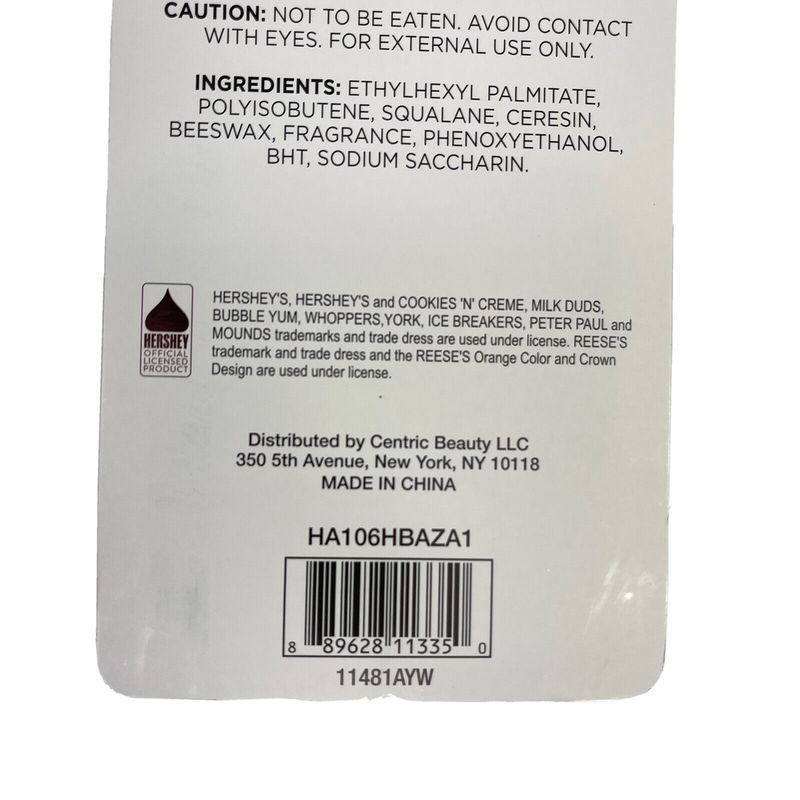 CAUTION: NOT TO BE EATEN. AVOID CONTACT
WITH EYES. FOR EXTERNAL USE ONLY.
INGREDIENTS: ETHYLHEXYL PALMITATE,
POLYISOBUTENE, SQUALANE, CERESIN,
BEESWAX, FRAGRANCE, PHENOXYETHANOL,
BHT, SODIUM SACCHARIN.
HERSHEY
OFFICIAL
LICENSED
PRODUCT
HERSHEY'S, HERSHEY'S and COOKIES 'N' CREME, MILK DUDS,
BUBBLE YUM, WHOPPERS,YORK, ICE BREAKERS, PETER PAUL and
MOUNDS trademarks and trade dress are used under license. REESE'S
trademark and trade dress and the REESE'S Orange Color and Crown
Design are used under license.
Distributed by Centric Beauty LLC
350 5th Avenue, New York, NY 10118
MADE IN CHINA
HA106HBAZA1
8 89628 11335 0
11481AYW